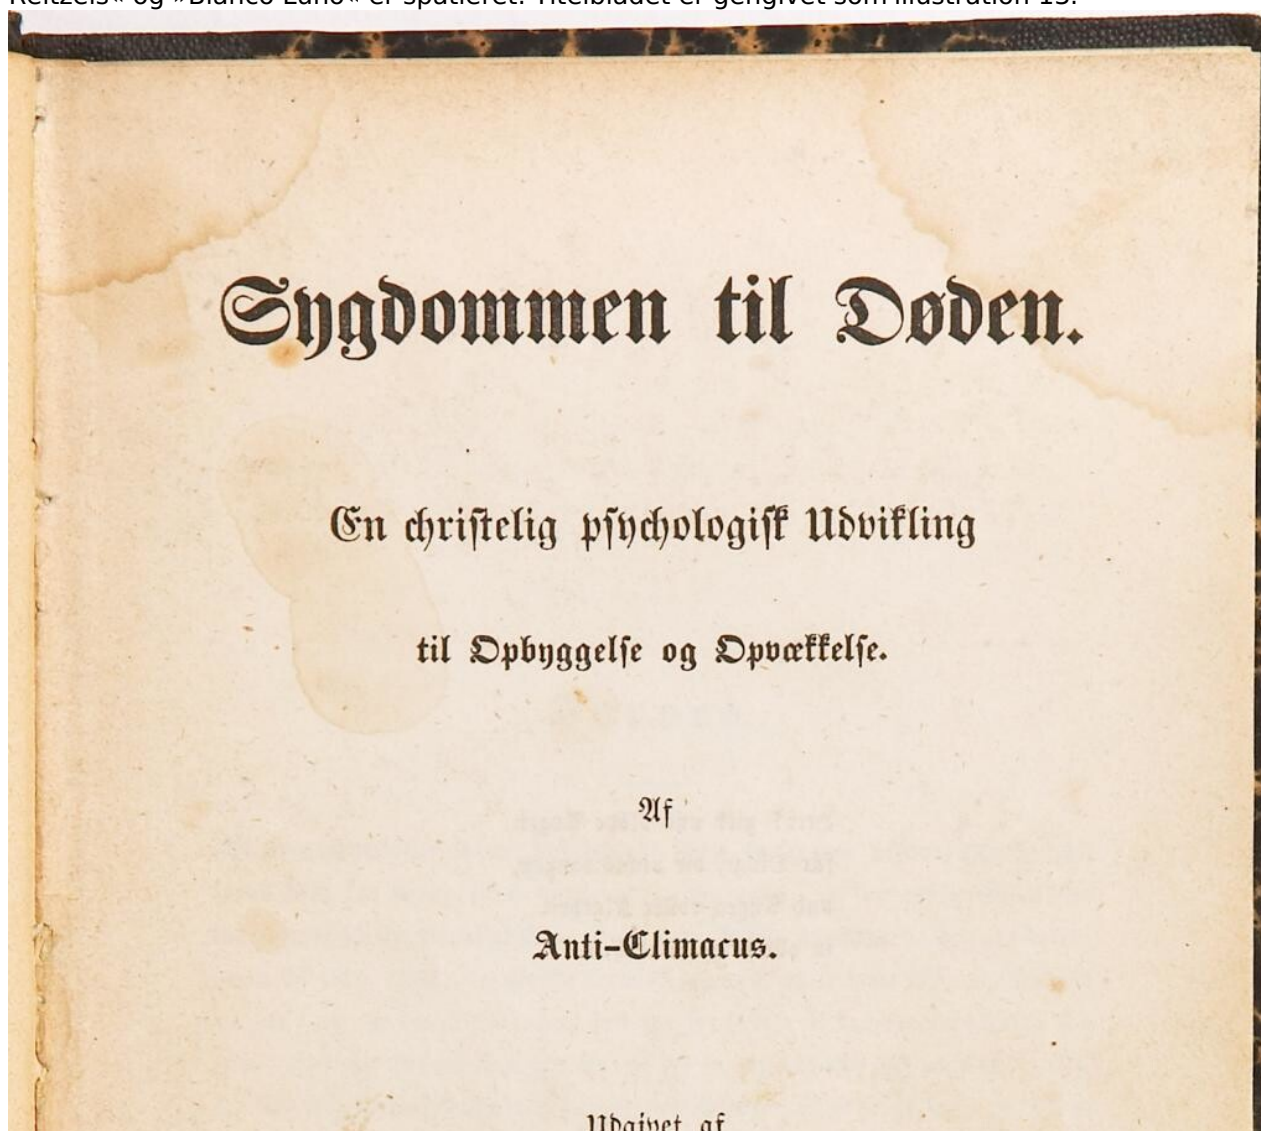 Reitzels« og »Bianco Luno« er spatieret. Titelbladet er gengivet som illustration 13.
Sygdommen til Døden.
En christelig psychologisk Udvikling
til Opbyggelse og Opvækkelse.
Af
Anti-Climacus.
Udgivet af